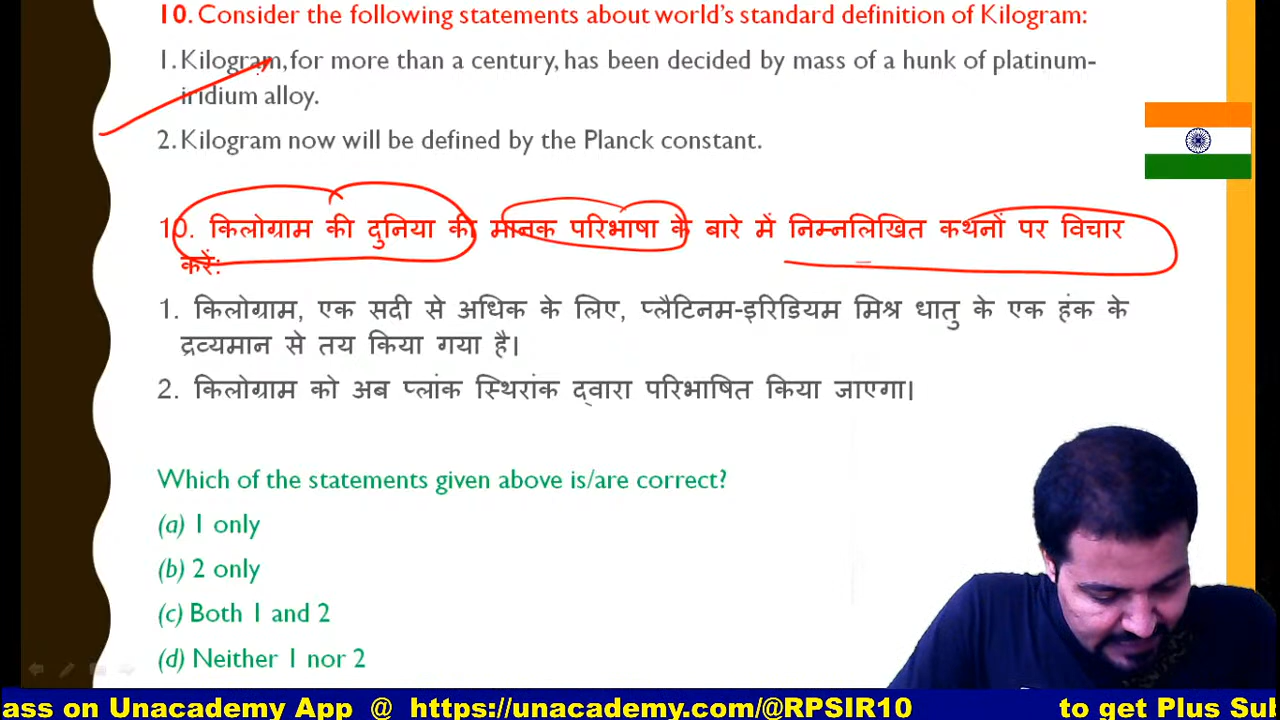 10. Consider the following statements about world's standard definition of Kilogram:
1. Kilogram, for more than a century, has been decided by mass of a hunk of platinum-
iridium alloy.
2. Kilogram now will be defined by the Planck constant.
10. किलोग्राम की दुनिया की मानक परिभाषा के बारे में निम्नलिखित कथनों पर विचार
करें:
1. किलोग्राम, एक सदी से अधिक के लिए, प्लैटिनम-इरिडियम मिश्र धातु के एक हंक के
द्रव्यमान से तय किया गया है।
2. किलोग्राम को अब प्लांक स्थिरांक द्वारा परिभाषित किया जाएगा।
Which of the statements given above is/are correct?
(a) 1 only
(b) 2 only
(c) Both 1 and 2
(d) Neither 1 nor 2
ass on Unacademy App @ https://unacademy.com/@RPSIR10 to get Plus Sub